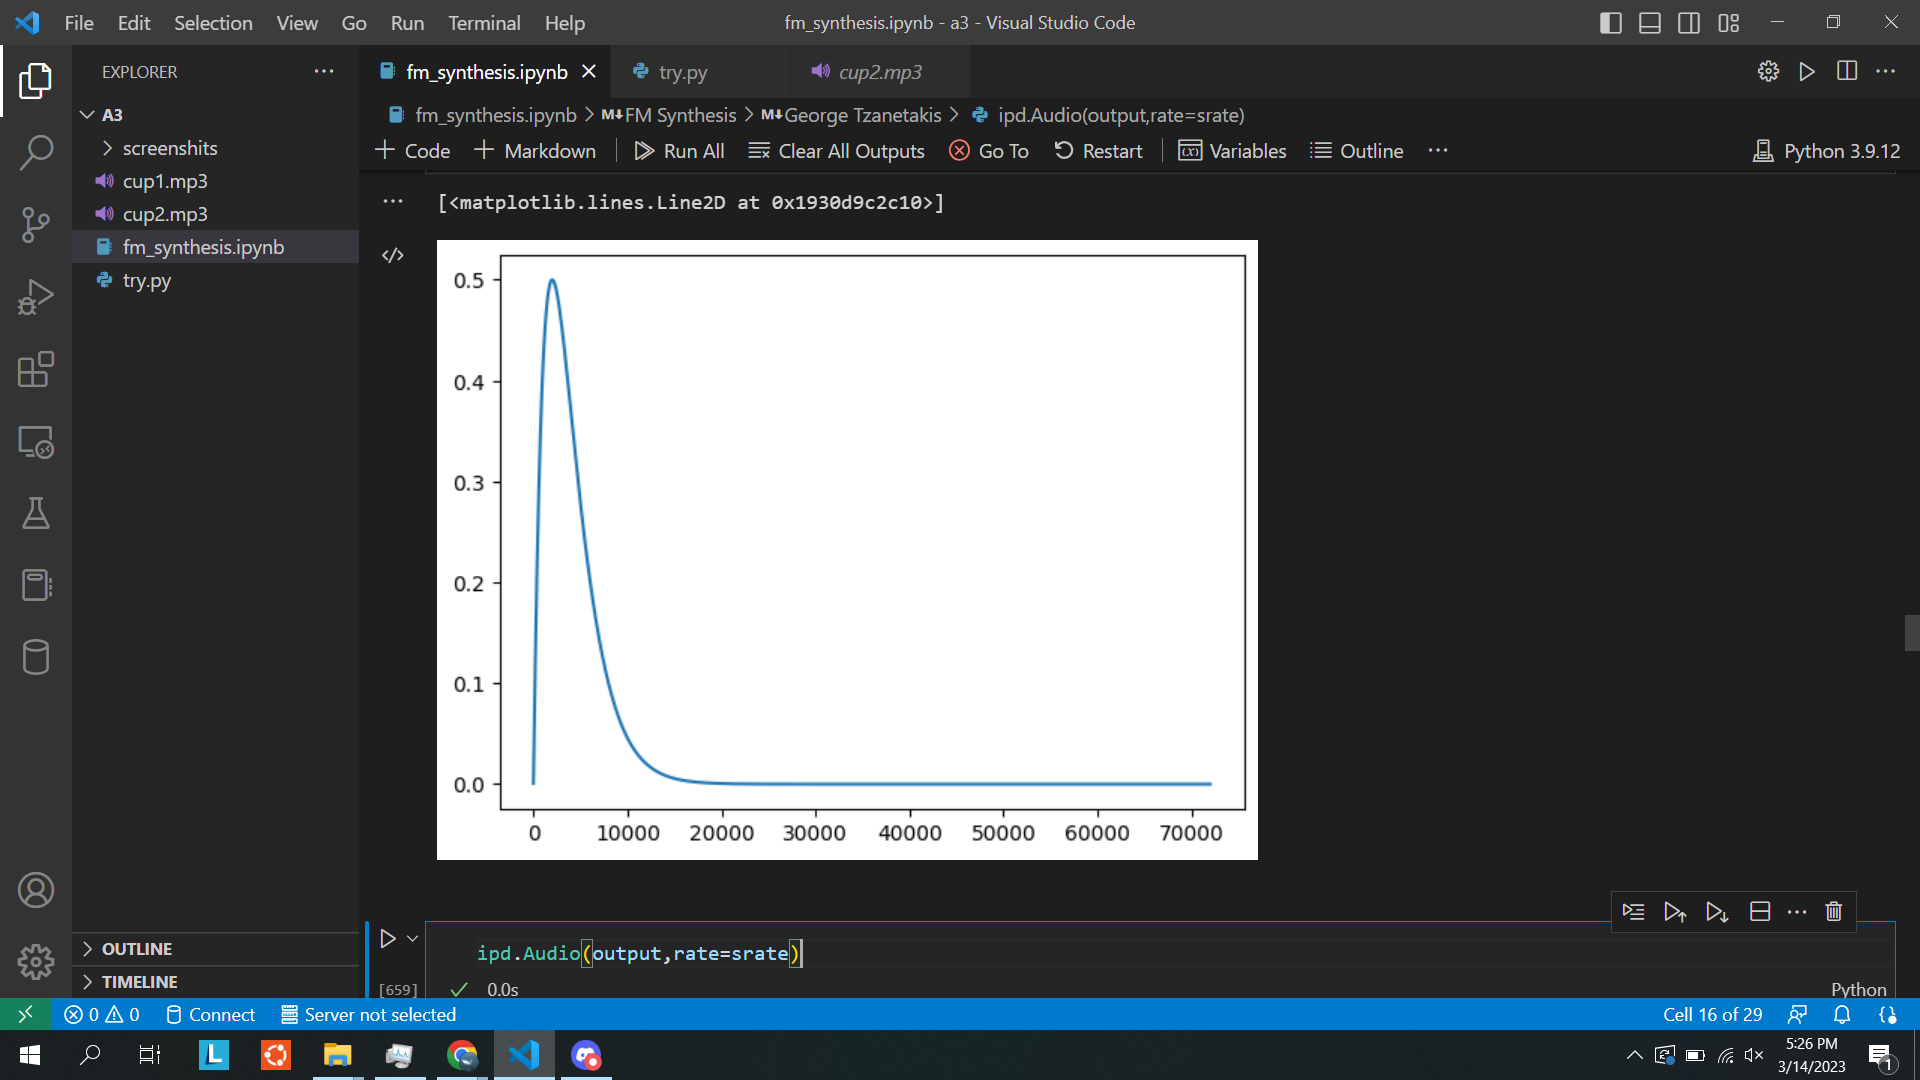 File Edit Selection View Go Run Terminal Help fm_synthesis.ipynb - a3 - Visual Studio Code
EXPLORER
A3
screenshits
cup1.mp3
cup2.mp3
fm_synthesis.ipynb
try.py
OUTLINE
TIMELINE
fm_synthesis.ipynb try.py cup2.mp3
fm_synthesis.ipynb > M↓FM Synthesis > M↓George Tzanetakis > ipd.Audio(output,rate=srate)
+ Code + Markdown Run All Clear All Outputs Go To Restart Variables Outline ··· Python 3.9.12
[<matplotlib.lines.Line2D at 0x1930d9c2c10>]
0.5
0.4
0.3
0.2
0.1
0.0
0 10000 20000 30000 40000 50000 60000 70000
ipd.Audio(output,rate=srate)
[659] 0.0s Python
0 0 Connect Server not selected Cell 16 of 29
L 5:26 PM
3/14/2023 1